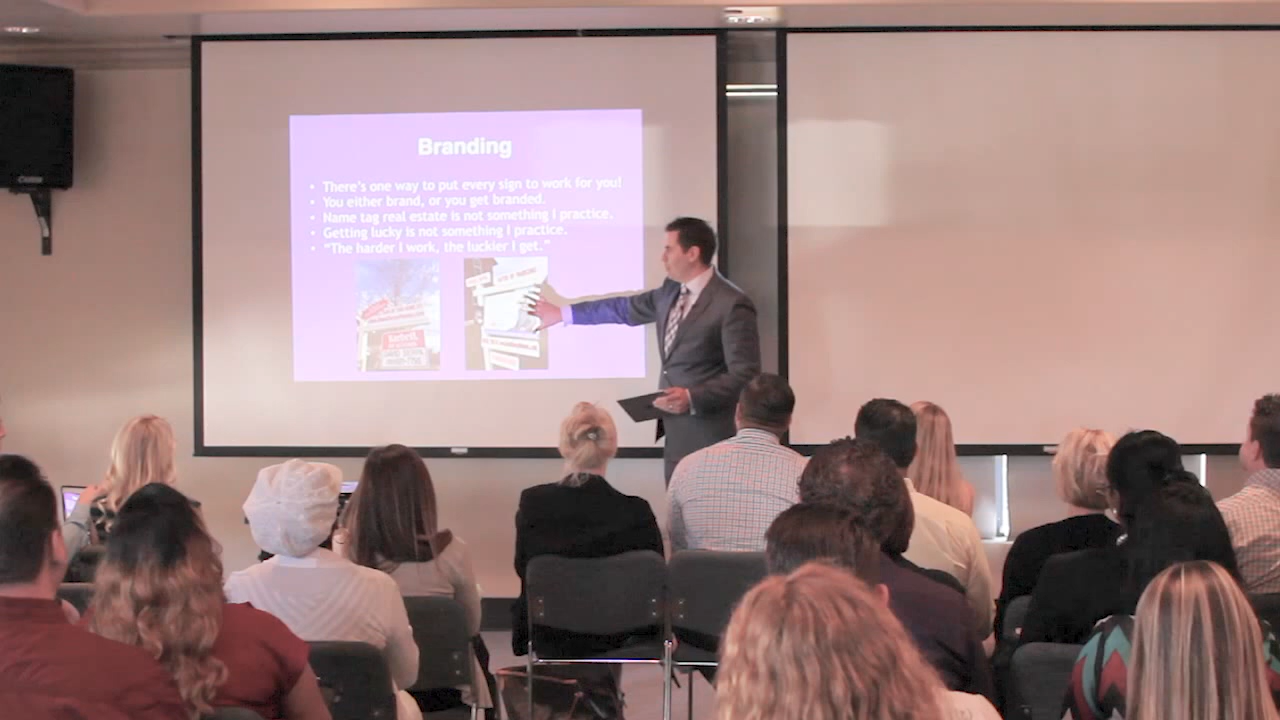 Branding
• There's one way to put every sign to work for you!
• You either brand, or you get branded.
• Name tag real estate is not something I practice.
• Getting lucky is not something I practice.
• "The harder I work, the luckier I get."